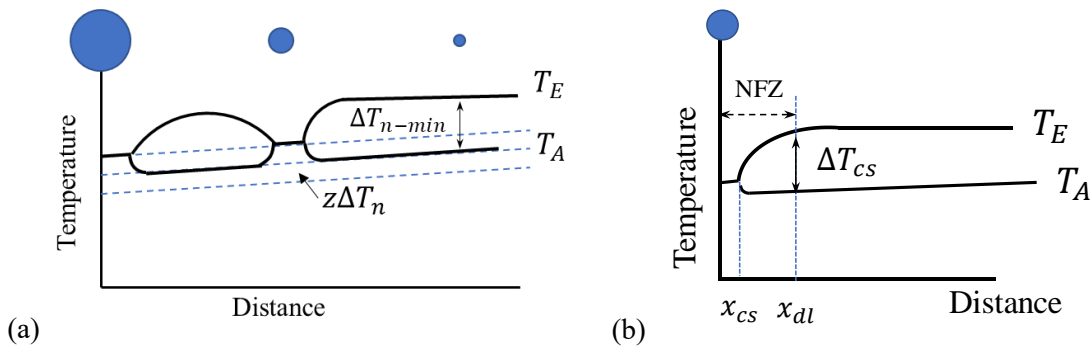 T_E
ΔT_{n-min}
T_A
zΔT_n
Temperature
Distance
(a)
NFZ
T_E
ΔT_{cs}
T_A
Temperature
x_{cs}
x_{dl}
Distance
(b)